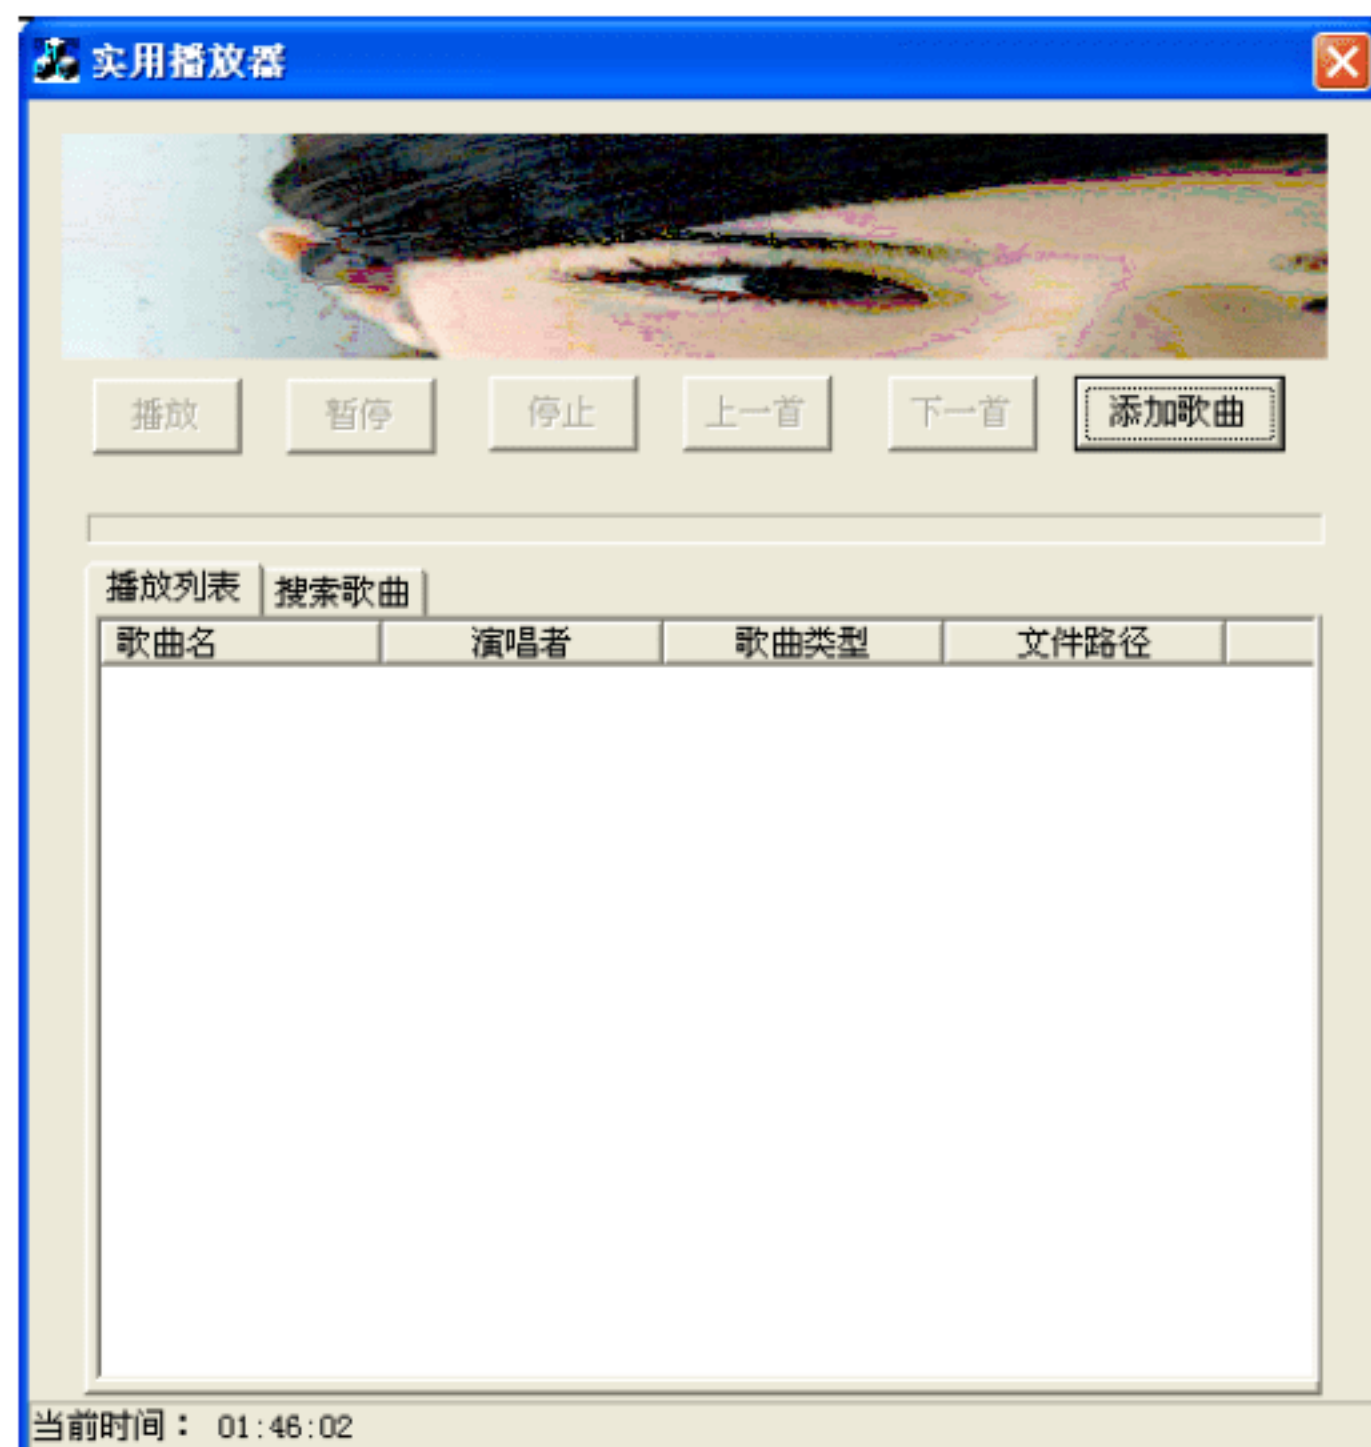 实用播放器
播放 暂停 停止 上一首 下一首 添加歌曲
播放列表 搜索歌曲
歌曲名 演唱者 歌曲类型 文件路径
当前时间： 01:46:02